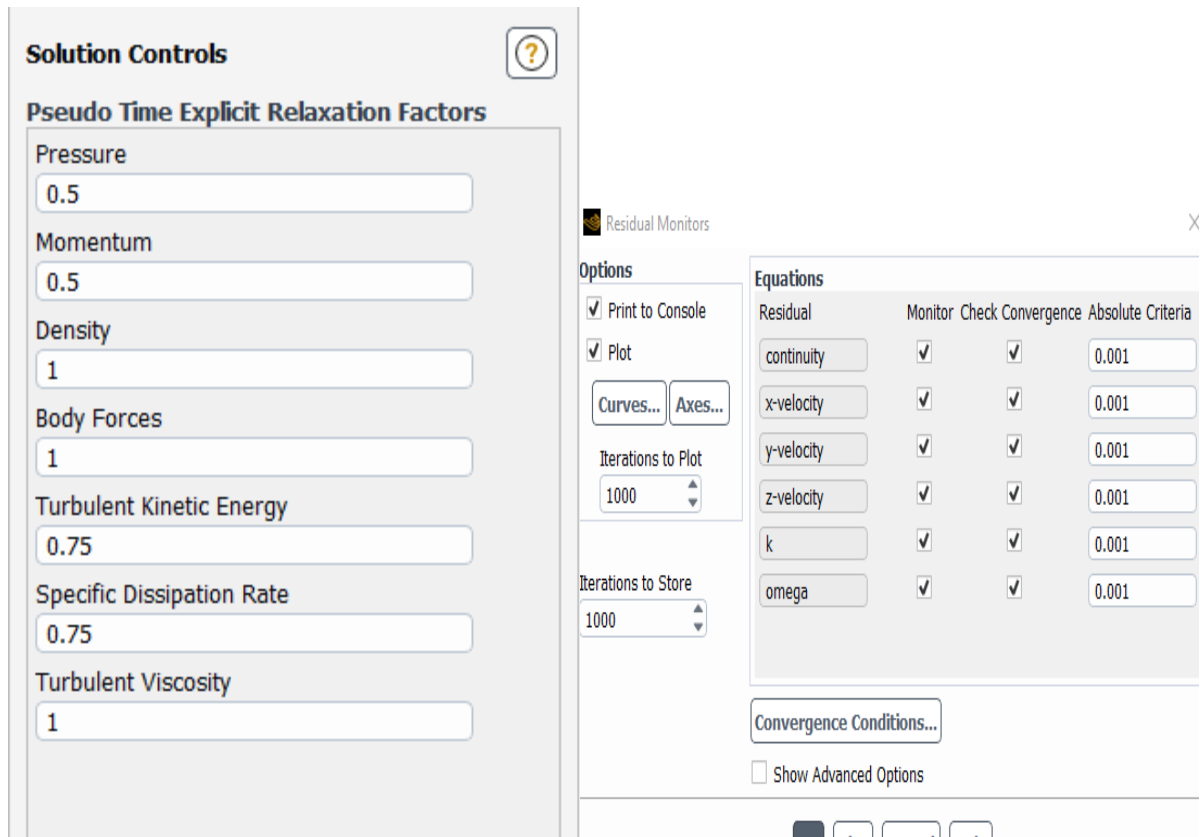 Solution Controls
?
Pseudo Time Explicit Relaxation Factors
Pressure
0.5
Momentum
0.5
Density
1
Body Forces
1
Turbulent Kinetic Energy
0.75
Specific Dissipation Rate
0.75
Turbulent Viscosity
1
Residual Monitors
Options
Print to Console
Plot
Curves... Axes...
Iterations to Plot
1000
Iterations to Store
1000
Equations
Residual Monitor Check Convergence Absolute Criteria
continuity 0.001
x-velocity 0.001
y-velocity 0.001
z-velocity 0.001
k 0.001
omega 0.001
Convergence Conditions...
Show Advanced Options